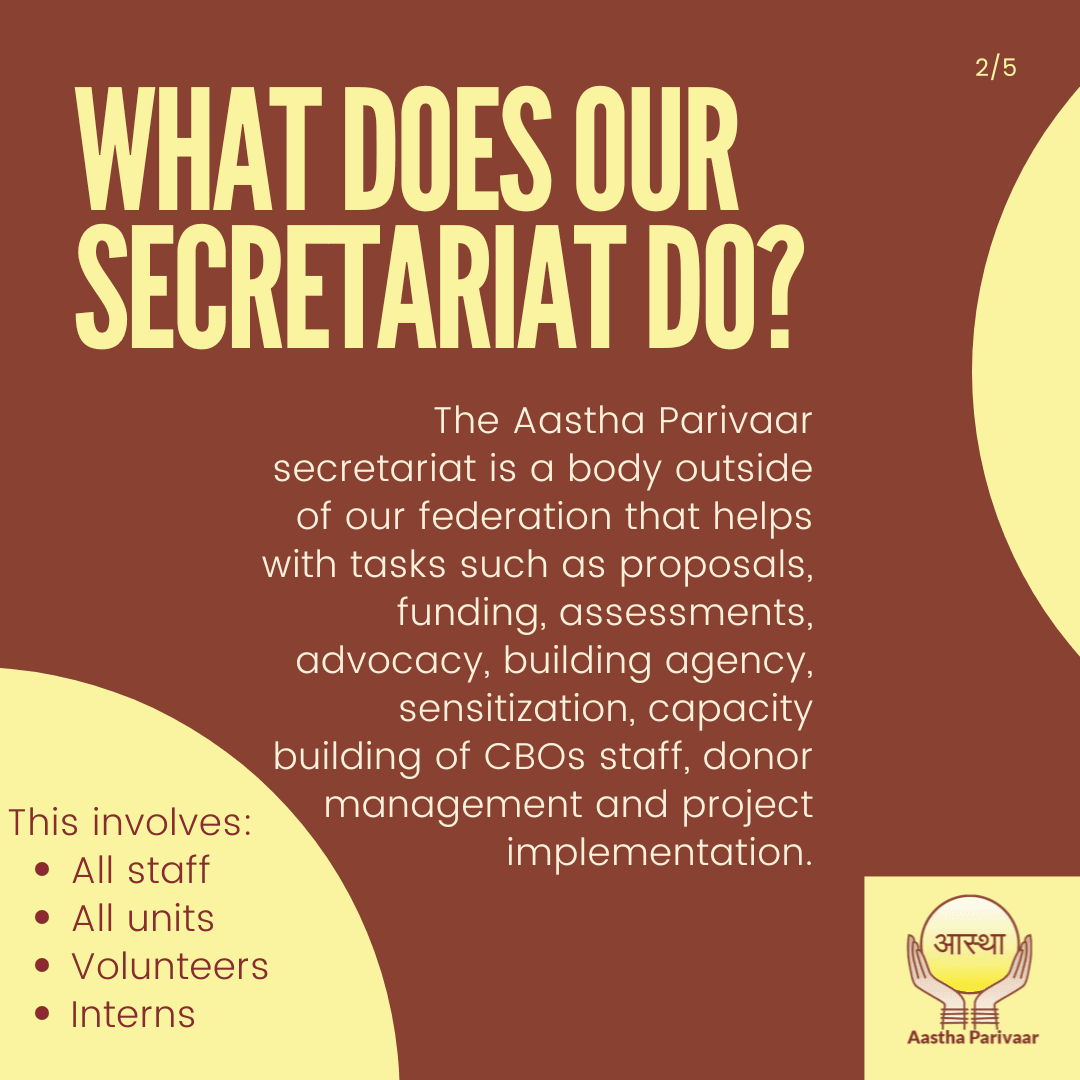 2/5
WHAT DOES OUR
SECRETARIAT DO?
The Aastha Parivaar
secretariat is a body outside
of our federation that helps
with tasks such as proposals,
funding, assessments,
advocacy, building agency,
sensitization, capacity
building of CBOs staff, donor
management and project
implementation.
This involves:
• All staff
• All units
• Volunteers
• Interns
आस्था
Aastha Parivaar